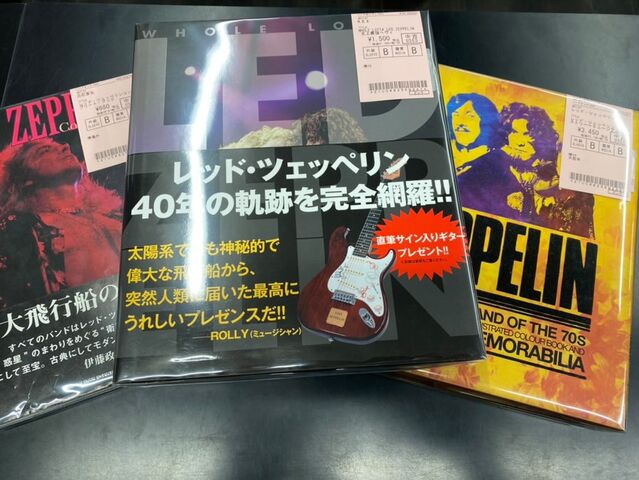 ZEPP
大飛行船の
すべてのバンドはレッド・ツ
惑星"のまわりをめぐる"衛
して至宝。古典にしてモダン
伊藤政
¥550
B
B
WHOLE LO
LED
¥1,500
B
B
レッド・ツェッペリン
40年の軌跡を完全網羅!!
直筆サイン入りギター
プレゼント!!
太陽系で
も神秘的で
偉大な飛
船から、
突然人類に届いた最高に
うれしいプレゼンスだ!!
ROLLY(ミュージシャン)
¥2,450
B
B
PPELIN
AND OF THE 70S
STRATED COLOUR BOOK AND
EMORABILIA